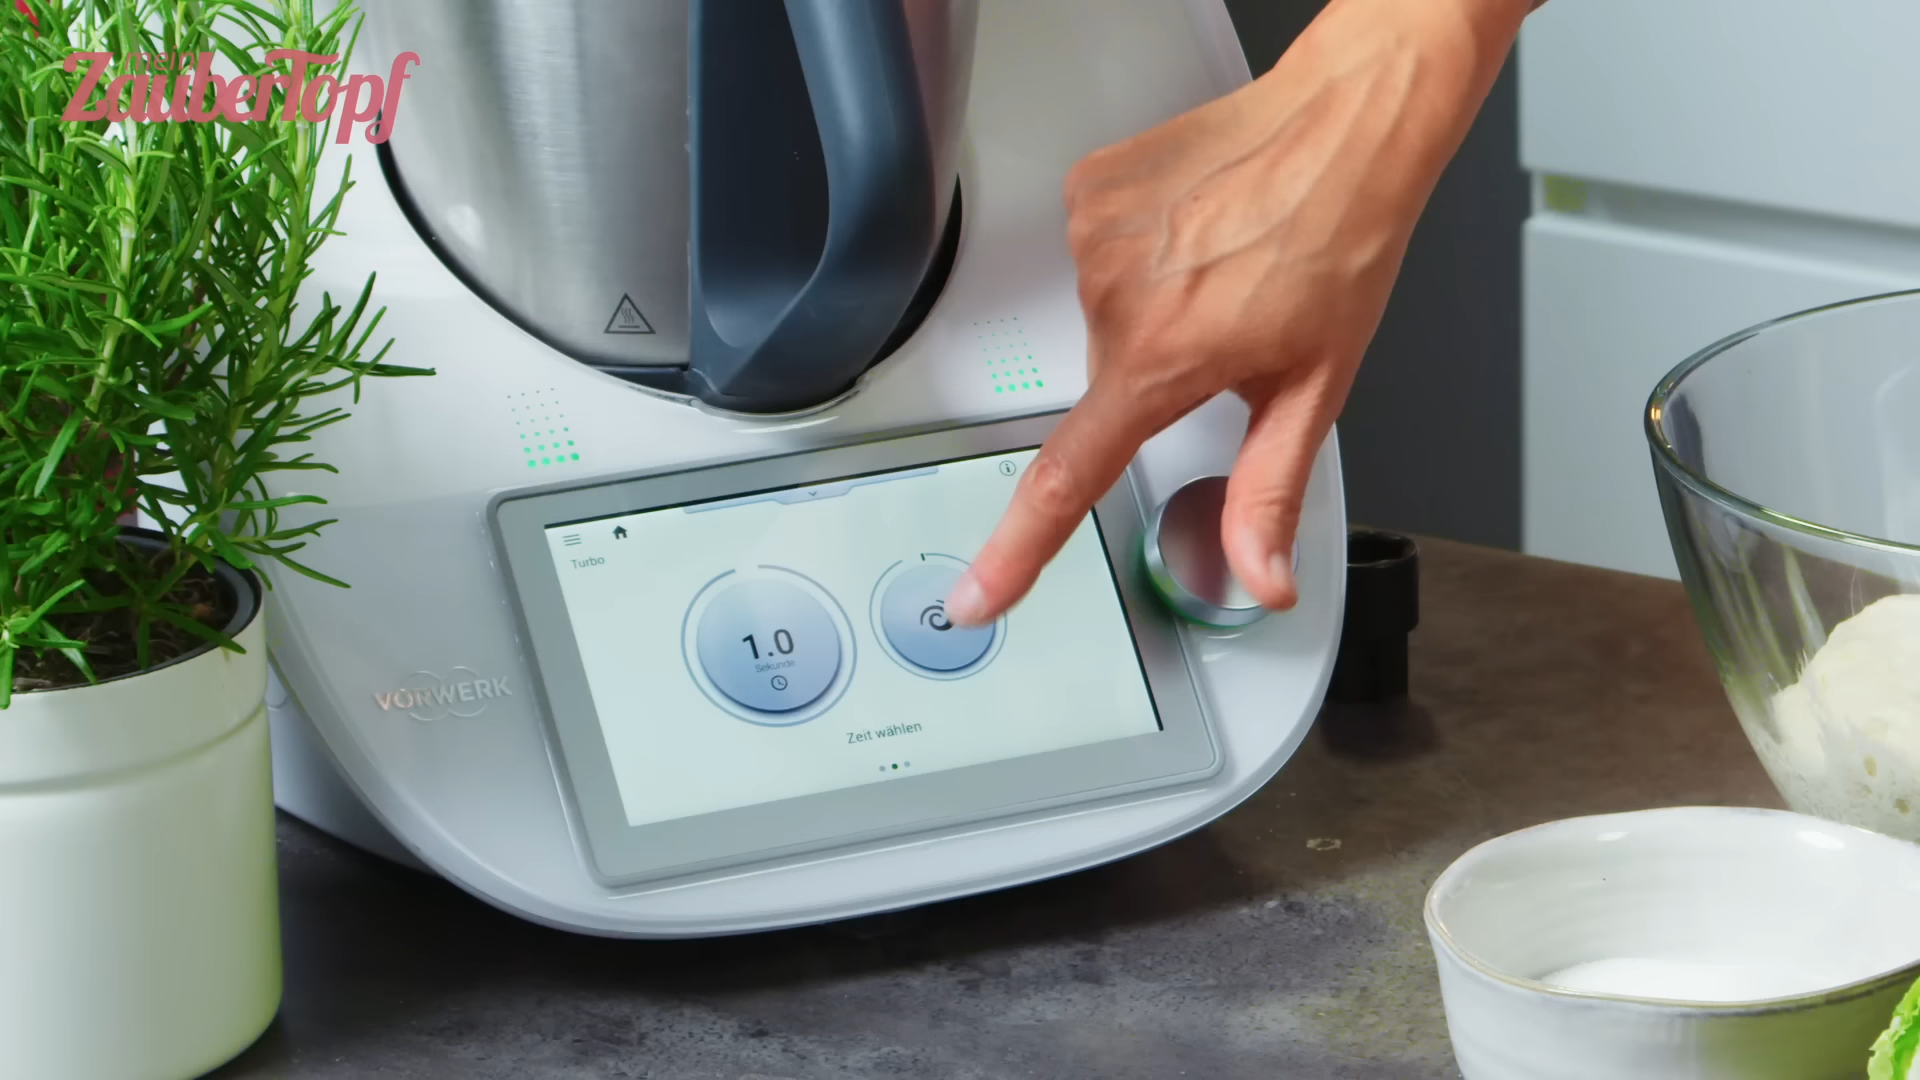 mein
ZauberTopf
Turbo
1.0
Sekunde
Zeit wählen
VORWERK